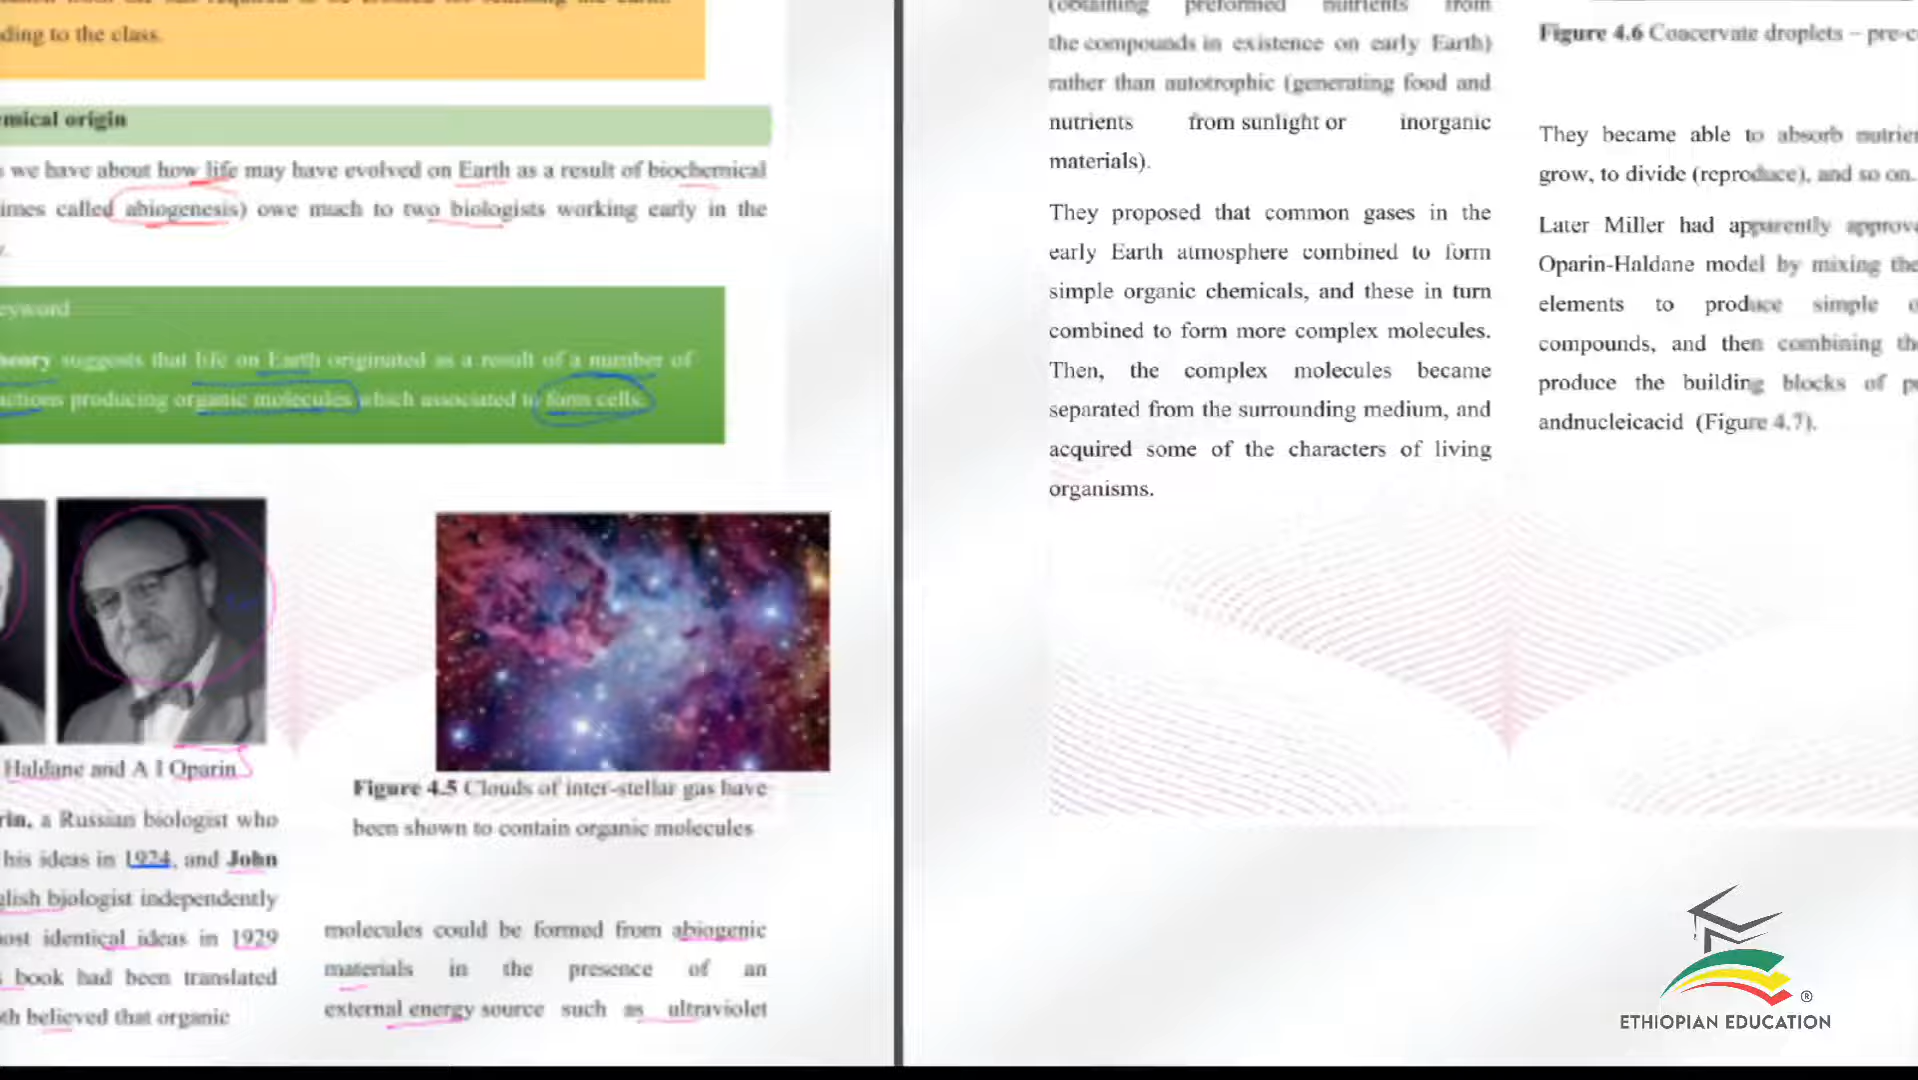 ding to the class.
mical origin
we have about how life may have evolved on Earth as a result of biochemical
imes called abiogenesis) owe much to two biologists working early in the
eyword
heory suggests that life on Earth originated as a result of a number of
actions producing organic molecules which associated to form cells.
Haldane and A I Oparin
rin, a Russian biologist who
his ideas in 1924, and John
glish biologist independently
ost identical ideas in 1929
book had been translated
th believed that organic
Figure 4.5 Clouds of inter-stellar gas have
been shown to contain organic molecules
molecules could be formed from abiogenic
materials in the presence of an
external energy source such as ultraviolet
(obtaining preformed nutrients from
the compounds in existence on early Earth)
rather than autotrophic (generating food and
nutrients from sunlight or inorganic
materials).
They proposed that common gases in the
early Earth atmosphere combined to form
simple organic chemicals, and these in turn
combined to form more complex molecules.
Then, the complex molecules became
separated from the surrounding medium, and
acquired some of the characters of living
organisms.
Figure 4.6 Coacervate droplets – pre-c
They became able to absorb nutrien
grow, to divide (reproduce), and so on.
Later Miller had apparently approve
Oparin-Haldane model by mixing the
elements to produce simple o
compounds, and then combining the
produce the building blocks of p
andnucleicacid (Figure 4.7).
ETHIOPIAN EDUCATION
®